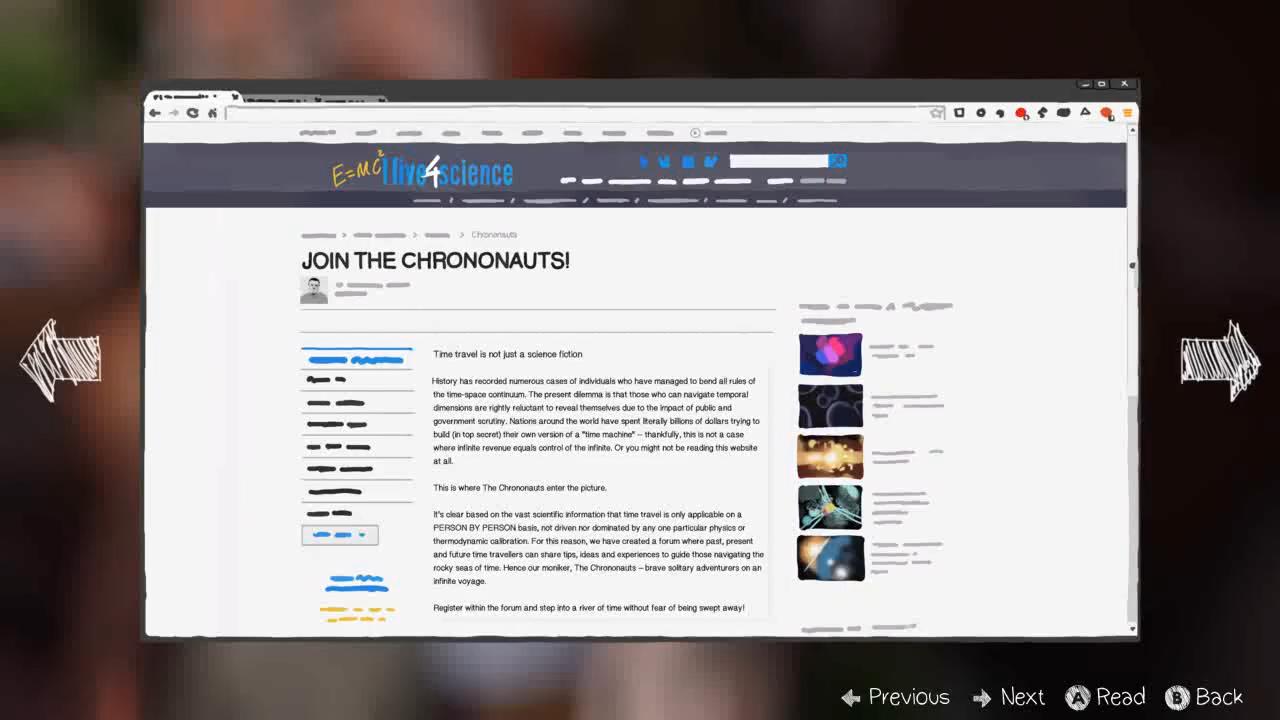 E=mc2 I live4science
Chrononauts
JOIN THE CHRONONAUTS!
Time travel is not just a science fiction
History has recorded numerous cases of individuals who have managed to bend all rules of
the time-space continuum. The present dilemma is that those who can navigate temporal
dimensions are rightly reluctant to reveal themselves due to the impact of public and
government scrutiny. Nations around the world have spent literally billions of dollars trying to
build (in top secret) their own version of a "time machine" – thankfully, this is not a case
where infinite revenue equals control of the infinite. Or you might not be reading this website
at all.
This is where The Chrononauts enter the picture.
It's clear based on the vast scientific information that time travel is only applicable on a
PERSON BY PERSON basis, not driven nor dominated by any one particular physics or
thermodynamic calibration. For this reason, we have created a forum where past, present
and future time travellers can share tips, ideas and experiences to guide those navigating the
rocky seas of time. Hence our moniker, The Chrononauts – brave solitary adventurers on an
infinite voyage.
Register within the forum and step into a river of time without fear of being swept away!
Previous Next A Read B Back